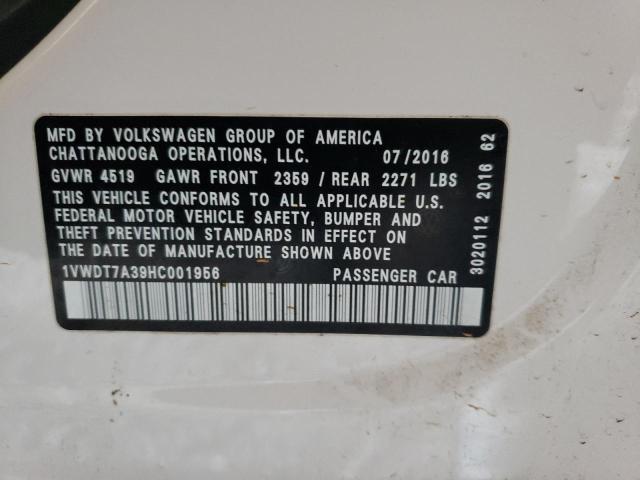 MFD BY VOLKSWAGEN GROUP OF AMERICA
CHATTANOOGA OPERATIONS, LLC. 07/2016
GVWR 4519 GAWR FRONT 2359 / REAR 2271 LBS
THIS VEHICLE CONFORMS TO ALL APPLICABLE U.S.
FEDERAL MOTOR VEHICLE SAFETY, BUMPER AND
THEFT PREVENTION STANDARDS IN EFFECT ON
THE DATE OF MANUFACTURE SHOWN ABOVE
1VWDT7A39HC001956 PASSENGER CAR
3020112 2016 62